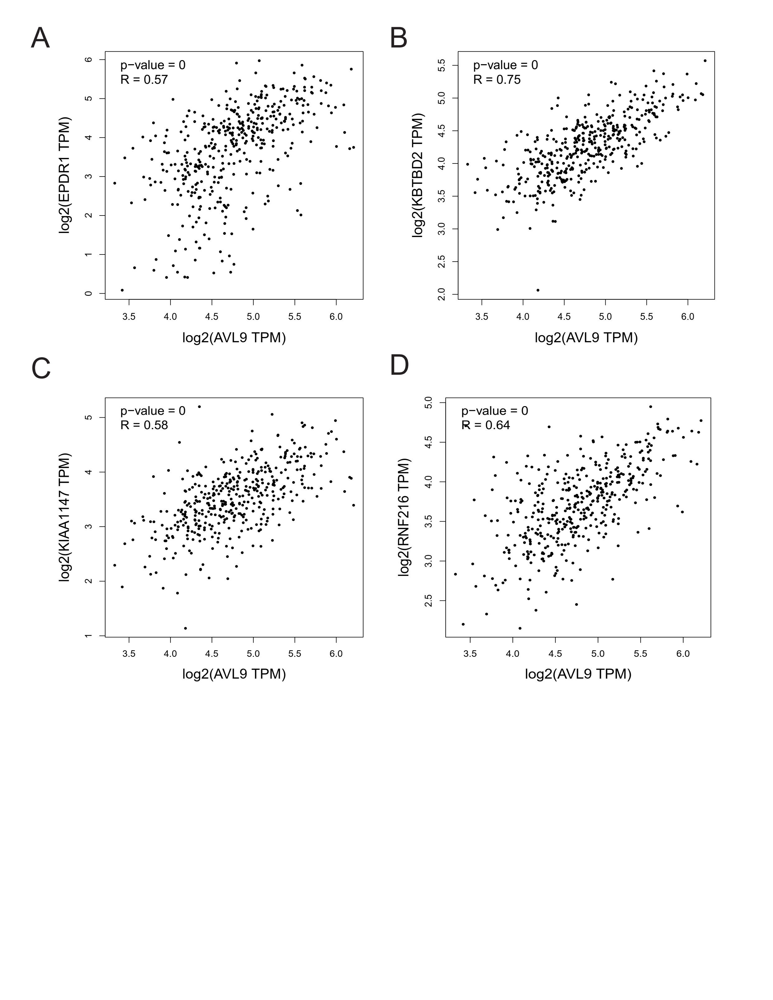 A
B
p−value = 0
R = 0.57
log2(EPDR1 TPM)
0 1 2 3 4 5 6
3.5 4.0 4.5 5.0 5.5 6.0
log2(AVL9 TPM)
p−value = 0
R = 0.75
log2(KBTBD2 TPM)
2.0 2.5 3.0 3.5 4.0 4.5 5.0 5.5
3.5 4.0 4.5 5.0 5.5 6.0
log2(AVL9 TPM)
C
D
p−value = 0
R = 0.58
log2(KIAA1147 TPM)
1 2 3 4 5
3.5 4.0 4.5 5.0 5.5 6.0
log2(AVL9 TPM)
p−value = 0
R = 0.64
log2(RNF216 TPM)
2.5 3.0 3.5 4.0 4.5 5.0
3.5 4.0 4.5 5.0 5.5 6.0
log2(AVL9 TPM)